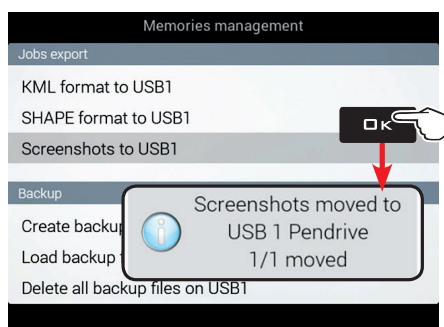 Memories management
Jobs export
KML format to USB1
SHAPE format to USB1
OK
Screenshots to USB1
Backup
Screenshots moved to
USB 1 Pendrive
1/1 moved
Create backup
Load backup
Delete all backup files on USB1